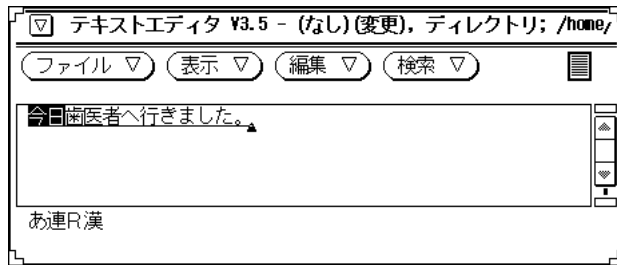 テキストエディタ V3.5 - (なし)(変更), ディレクトリ; /home/
ファイル ▽ 表示 ▽ 編集 ▽ 検索 ▽
今日歯医者へ行きました。
あ連R漢